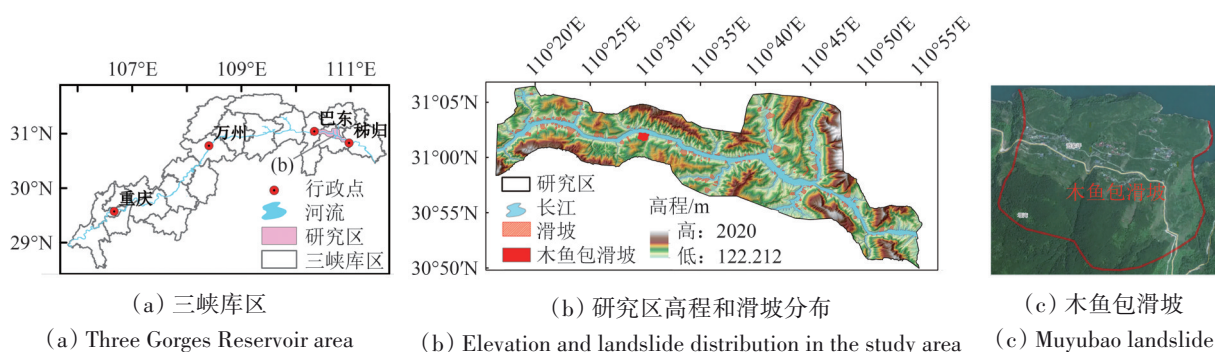 107°E 109°E 111°E
31°N
30°N
29°N
巴东
秭归
万州
(b)
重庆
行政点
河流
研究区
三峡库区
(a) 三峡库区
(a) Three Gorges Reservoir area
110°20′E 110°25′E 110°30′E 110°35′E 110°40′E 110°45′E 110°50′E 110°55′E
31°05′N
31°00′N
30°55′N
30°50′N
研究区
长江
滑坡
木鱼包滑坡
高程/m
高：2020
低：122.212
(b) 研究区高程和滑坡分布
(b) Elevation and landslide distribution in the study area
木鱼包滑坡
(c) 木鱼包滑坡
(c) Muyubao landslide